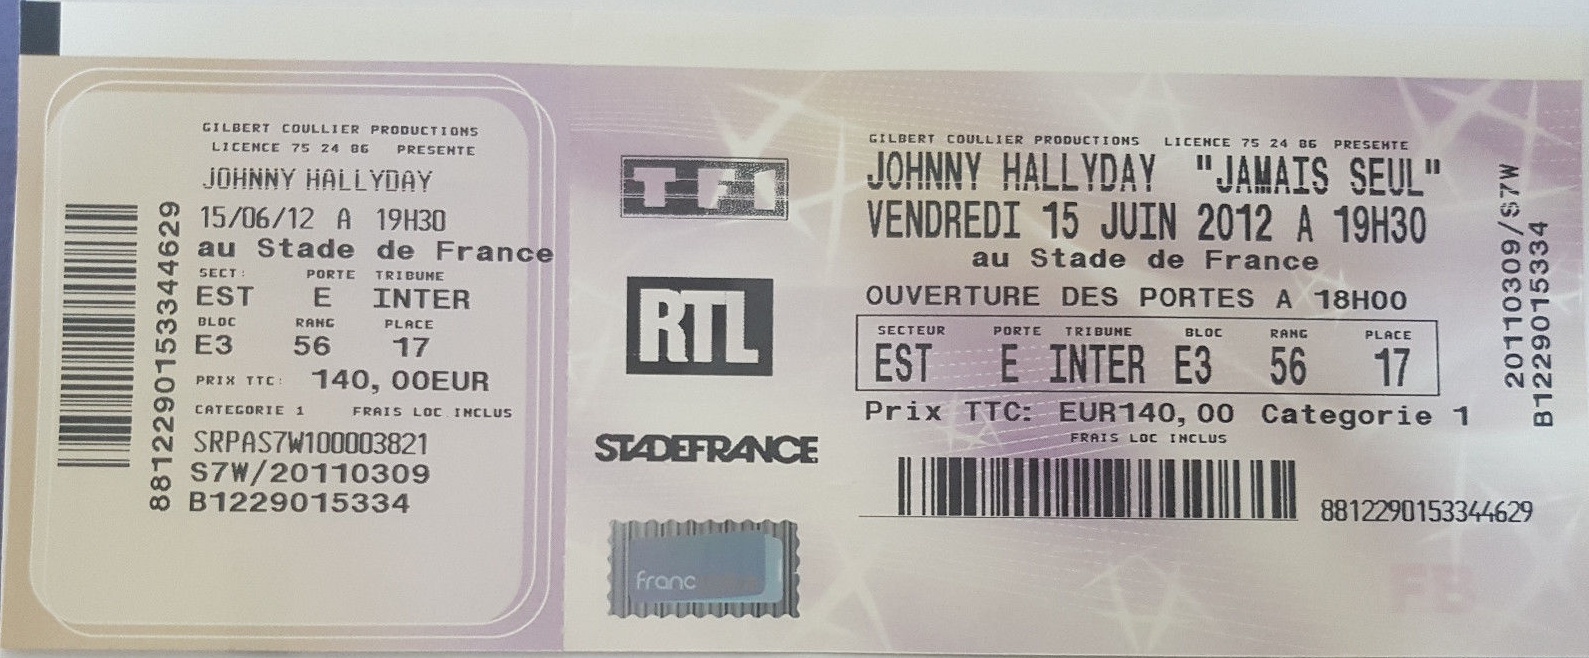 GILBERT COULLIER PRODUCTIONS
LICENCE 75 24 86 PRESENTE
JOHNNY HALLYDAY
15/06/12 A 19H30
au Stade de France
SECT: PORTE TRIBUNE
EST E INTER
BLOC RANG PLACE
E3 56 17
PRIX TTC: 140,00EUR
CATEGORIE 1 FRAIS LOC INCLUS
SRPAS7W100003821
S7W/20110309
B1229015334
8812290153344629
TF1
RTL
STADEFRANCE
franc
GILBERT COULLIER PRODUCTIONS LICENCE 75 24 86 PRESENTE
JOHNNY HALLYDAY "JAMAIS SEUL"
VENDREDI 15 JUIN 2012 A 19H30
au Stade de France
OUVERTURE DES PORTES A 18H00
SECTEUR PORTE TRIBUNE BLOC RANG PLACE
EST E INTER E3 56 17
Prix TTC: EUR140,00 Categorie 1
FRAIS LOC INCLUS
8812290153344629
20110309/S7W
B1229015334
FB